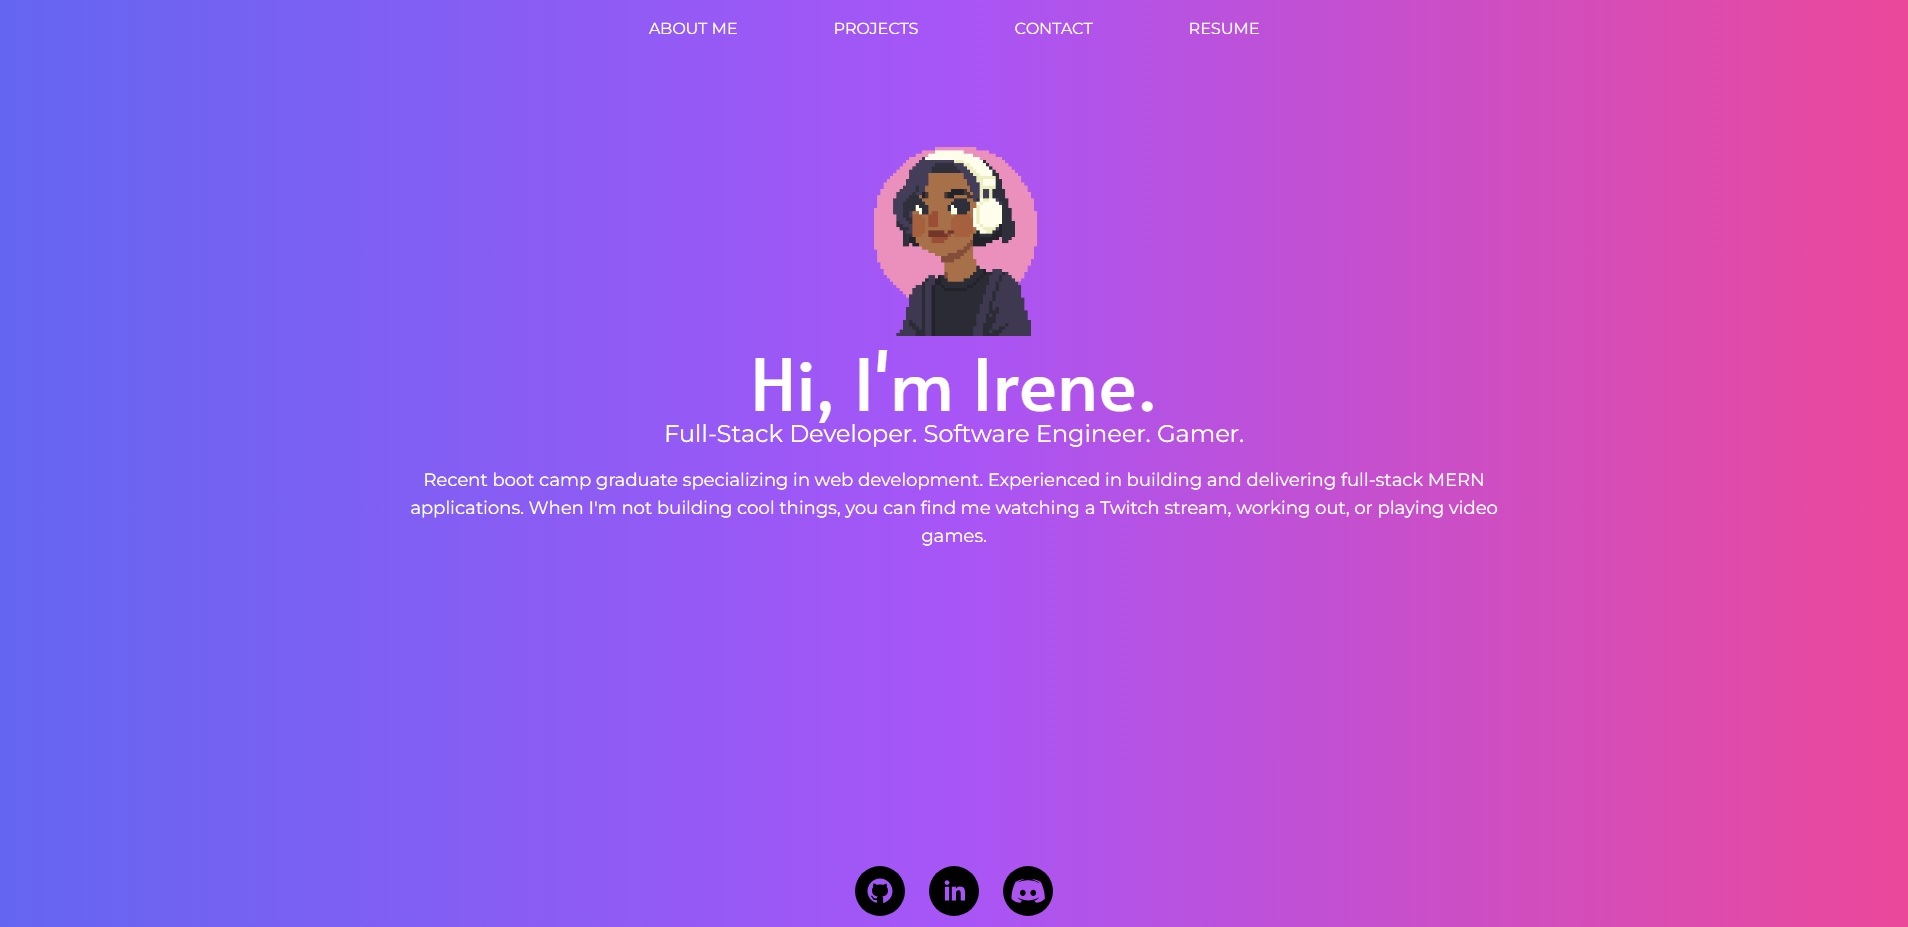 ABOUT ME PROJECTS CONTACT RESUME
Hi, I'm Irene.
Full-Stack Developer. Software Engineer. Gamer.
Recent boot camp graduate specializing in web development. Experienced in building and delivering full-stack MERN
applications. When I'm not building cool things, you can find me watching a Twitch stream, working out, or playing video
games.
in